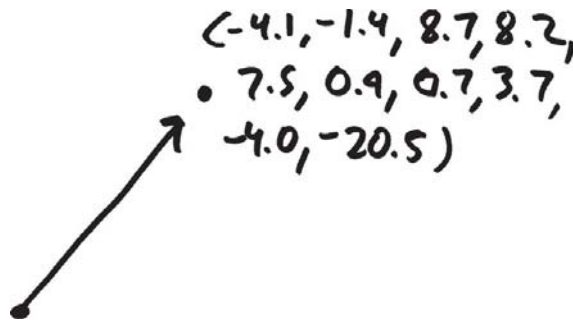 (-4.1, -1.4, 8.7, 8.2,
7.5, 0.9, 0.7, 3.7,
-4.0, -20.5)